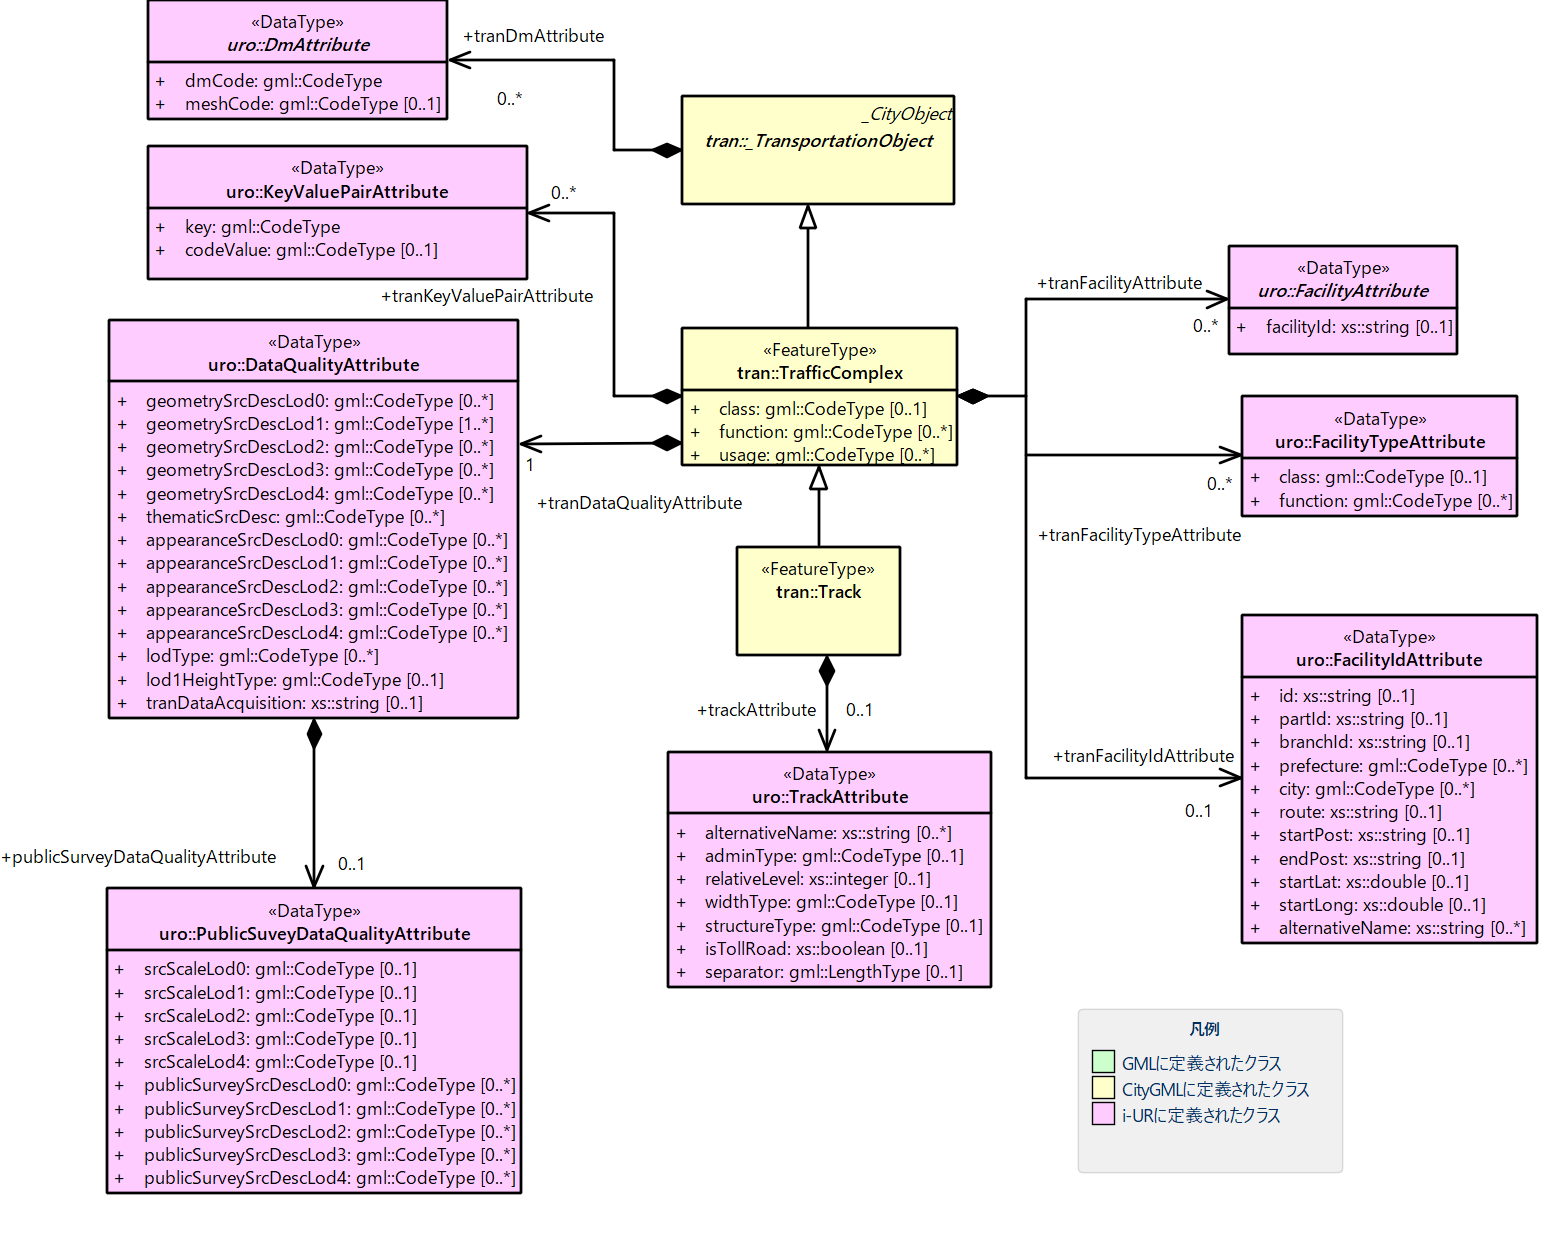 «DataType»
uro::DmAttribute
+ dmCode: gml::CodeType
+ meshCode: gml::CodeType [0..1]
+tranDmAttribute
0..*
_CityObject
tran::_TransportationObject
«DataType»
uro::KeyValuePairAttribute
+ key: gml::CodeType
+ codeValue: gml::CodeType [0..1]
0..*
+tranKeyValuePairAttribute
«DataType»
uro::DataQualityAttribute
+ geometrySrcDescLod0: gml::CodeType [0..*]
+ geometrySrcDescLod1: gml::CodeType [1..*]
+ geometrySrcDescLod2: gml::CodeType [0..*]
+ geometrySrcDescLod3: gml::CodeType [0..*]
+ geometrySrcDescLod4: gml::CodeType [0..*]
+ thematicSrcDesc: gml::CodeType [0..*]
+ appearanceSrcDescLod0: gml::CodeType [0..*]
+ appearanceSrcDescLod1: gml::CodeType [0..*]
+ appearanceSrcDescLod2: gml::CodeType [0..*]
+ appearanceSrcDescLod3: gml::CodeType [0..*]
+ appearanceSrcDescLod4: gml::CodeType [0..*]
+ lodType: gml::CodeType [0..*]
+ lod1HeightType: gml::CodeType [0..1]
+ tranDataAcquisition: xs::string [0..1]
1
+tranDataQualityAttribute
«FeatureType»
tran::TrafficComplex
+ class: gml::CodeType [0..1]
+ function: gml::CodeType [0..*]
+ usage: gml::CodeType [0..*]
«FeatureType»
tran::Track
+trackAttribute
0..1
«DataType»
uro::TrackAttribute
+ alternativeName: xs::string [0..*]
+ adminType: gml::CodeType [0..1]
+ relativeLevel: xs::integer [0..1]
+ widthType: gml::CodeType [0..1]
+ structureType: gml::CodeType [0..1]
+ isTollRoad: xs::boolean [0..1]
+ separator: gml::LengthType [0..1]
+tranFacilityAttribute
0..*
«DataType»
uro::FacilityAttribute
+ facilityId: xs::string [0..1]
«DataType»
uro::FacilityTypeAttribute
+ class: gml::CodeType [0..1]
+ function: gml::CodeType [0..*]
0..*
+tranFacilityTypeAttribute
«DataType»
uro::FacilityIdAttribute
+ id: xs::string [0..1]
+ partId: xs::string [0..1]
+ branchId: xs::string [0..1]
+ prefecture: gml::CodeType [0..*]
+ city: gml::CodeType [0..*]
+ route: xs::string [0..1]
+ startPost: xs::string [0..1]
+ endPost: xs::string [0..1]
+ startLat: xs::double [0..1]
+ startLong: xs::double [0..1]
+ alternativeName: xs::string [0..*]
+tranFacilityIdAttribute
0..1
+publicSurveyDataQualityAttribute
0..1
«DataType»
uro::PublicSuveyDataQualityAttribute
+ srcScaleLod0: gml::CodeType [0..1]
+ srcScaleLod1: gml::CodeType [0..1]
+ srcScaleLod2: gml::CodeType [0..1]
+ srcScaleLod3: gml::CodeType [0..1]
+ srcScaleLod4: gml::CodeType [0..1]
+ publicSurveySrcDescLod0: gml::CodeType [0..*]
+ publicSurveySrcDescLod1: gml::CodeType [0..*]
+ publicSurveySrcDescLod2: gml::CodeType [0..*]
+ publicSurveySrcDescLod3: gml::CodeType [0..*]
+ publicSurveySrcDescLod4: gml::CodeType [0..*]
凡例
GMLに定義されたクラス
CityGMLに定義されたクラス
i-URに定義されたクラス